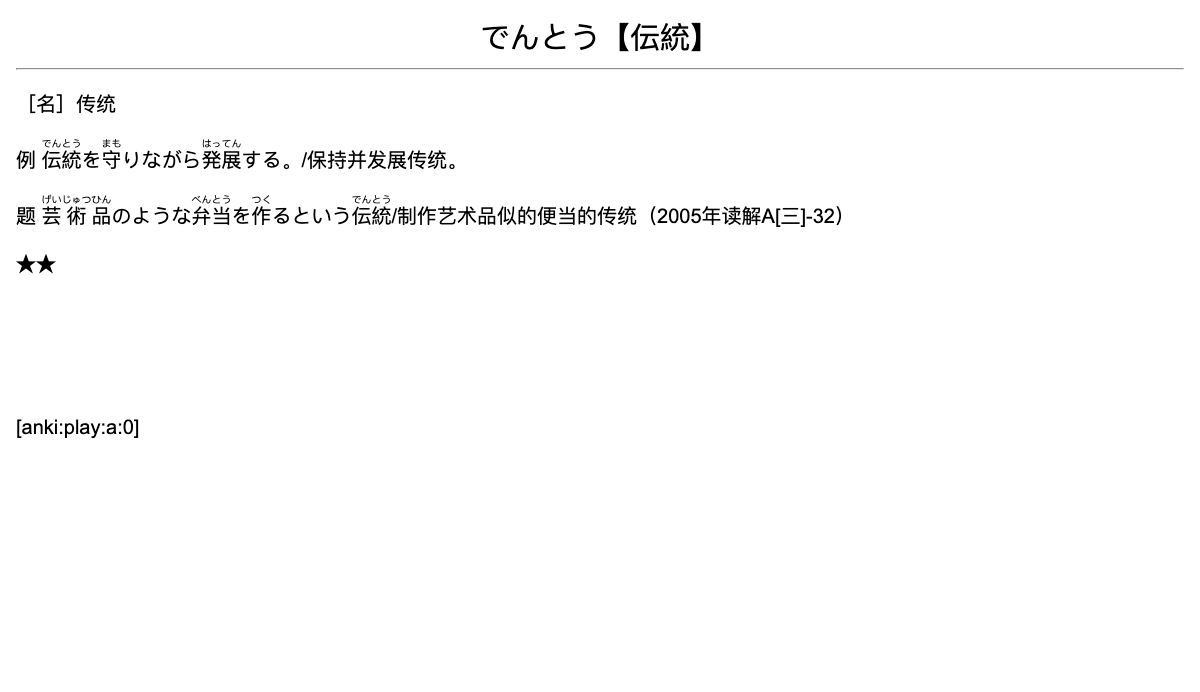 でんとう【伝統】
［名］传统
でんとう まも はってん
例 伝統を守りながら発展する。/保持并发展传统。
げいじゅつひん べんとう つく でんとう
题 芸術品のような弁当を作るという伝統/制作艺术品似的便当的传统（2005年读解A[三]-32）
★★
[anki:play:a:0]